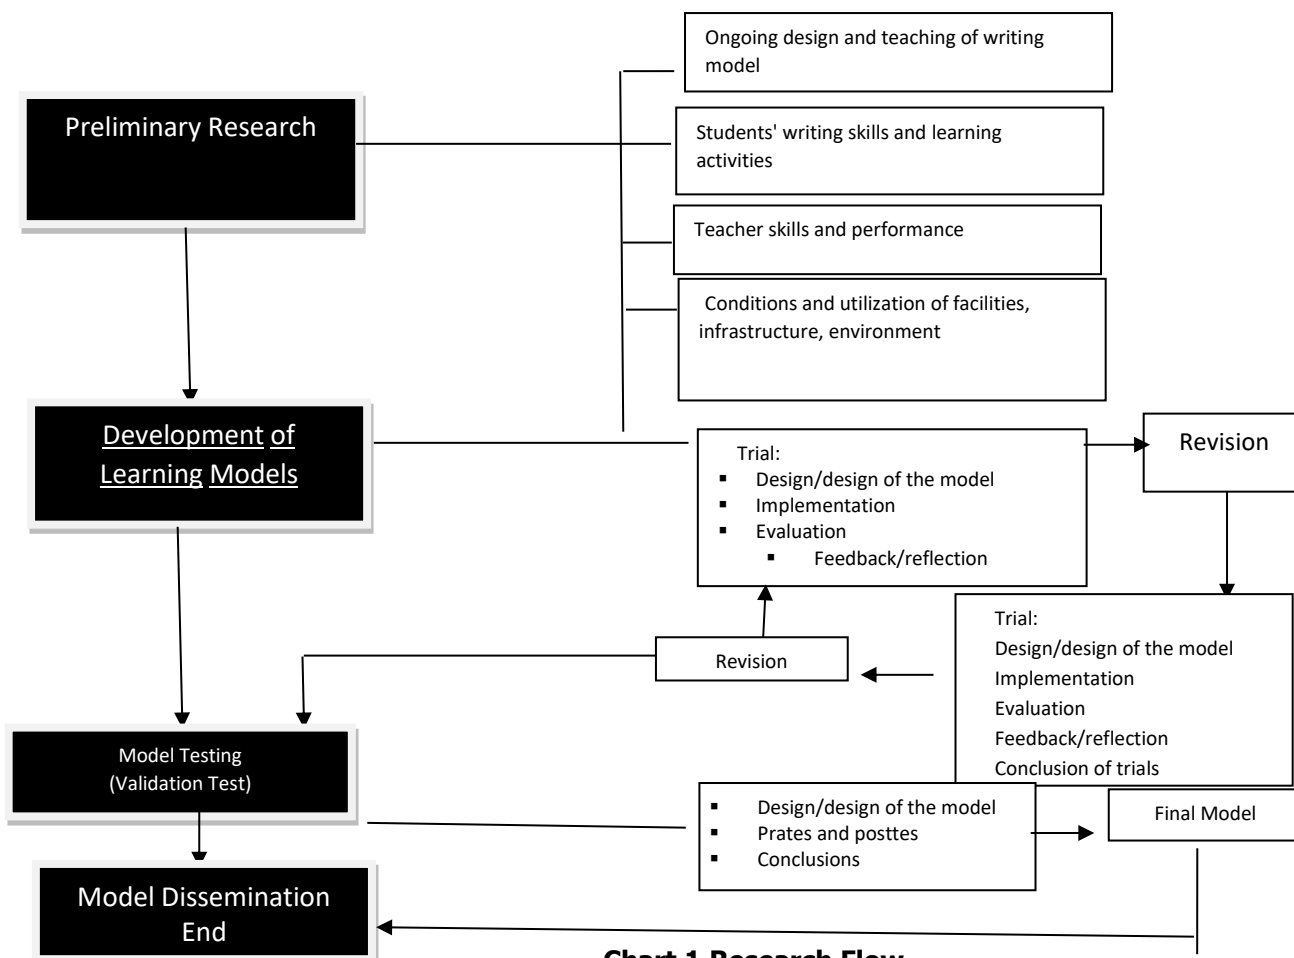 Ongoing design and teaching of writing
model
Preliminary Research
Students' writing skills and learning
activities
Teacher skills and performance
Conditions and utilization of facilities,
infrastructure, environment
Development of
Learning Models
Trial:
▪ Design/design of the model
▪ Implementation
▪ Evaluation
▪ Feedback/reflection
Revision
Revision
Trial:
Design/design of the model
Implementation
Evaluation
Feedback/reflection
Conclusion of trials
Model Testing
(Validation Test)
▪ Design/design of the model
▪ Prates and posttes
▪ Conclusions
Final Model
Model Dissemination
End
Chart 1 Research Flow